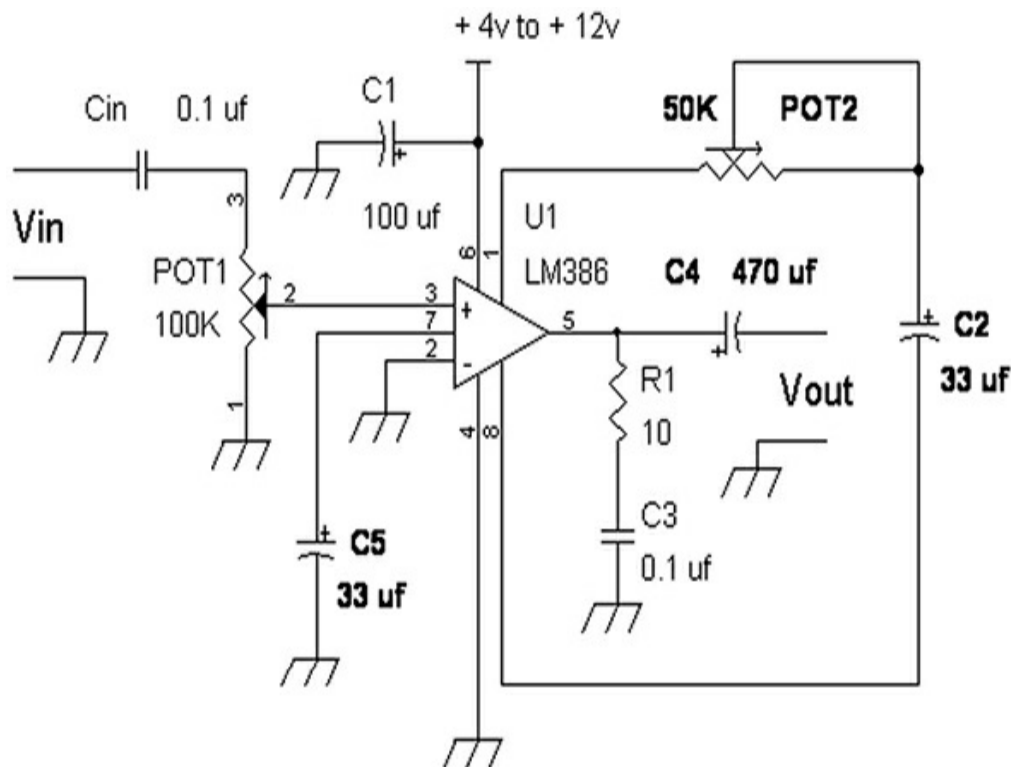 + 4v to + 12v
Cin 0.1 uf
C1
+
100 uf
50K POT2
Vin
3
POT1
100K
2
1
6
1
U1
LM386
3
+
7
2
-
5
4
8
C4 470 uf
+
R1
10
Vout
C2
+
33 uf
C3
0.1 uf
C5
+
33 uf